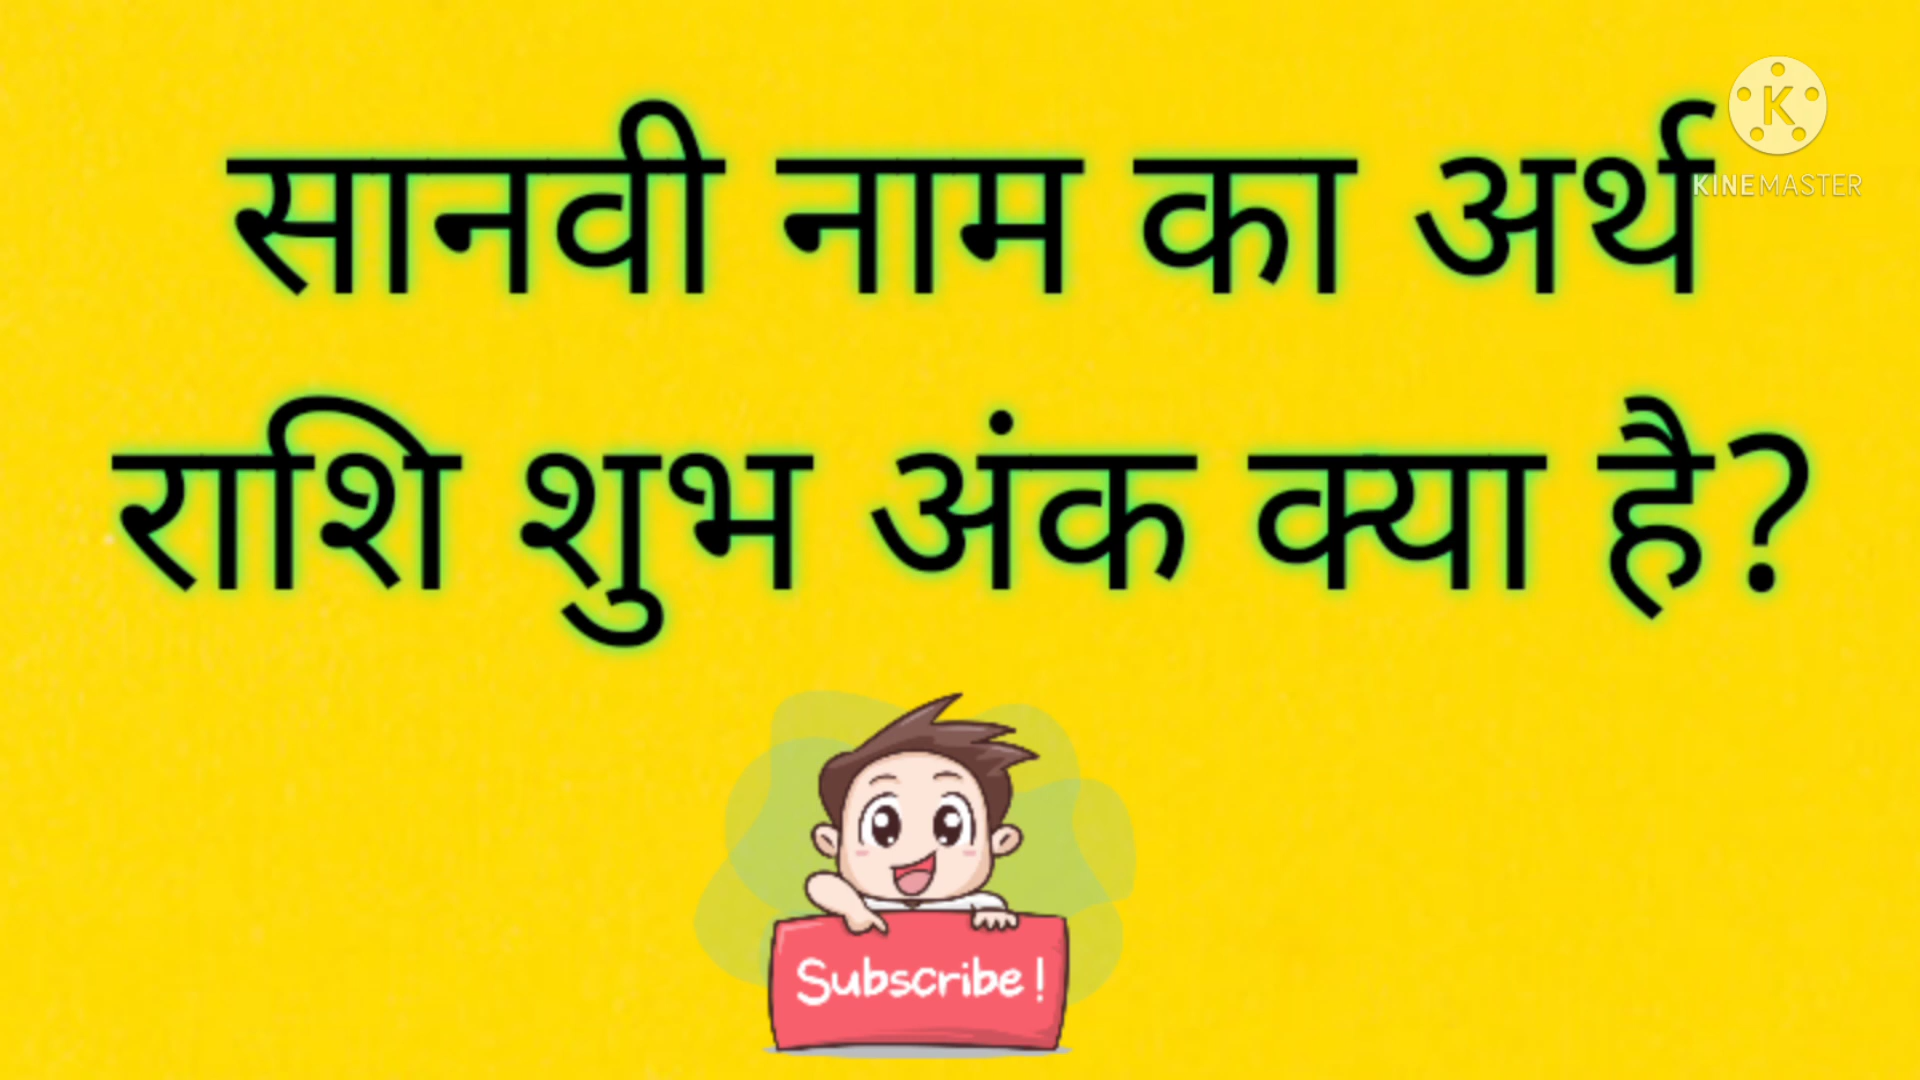 सानवी नाम का अर्थ
राशि शुभ अंक क्या है?
K
KINEMASTER
Subscribe!